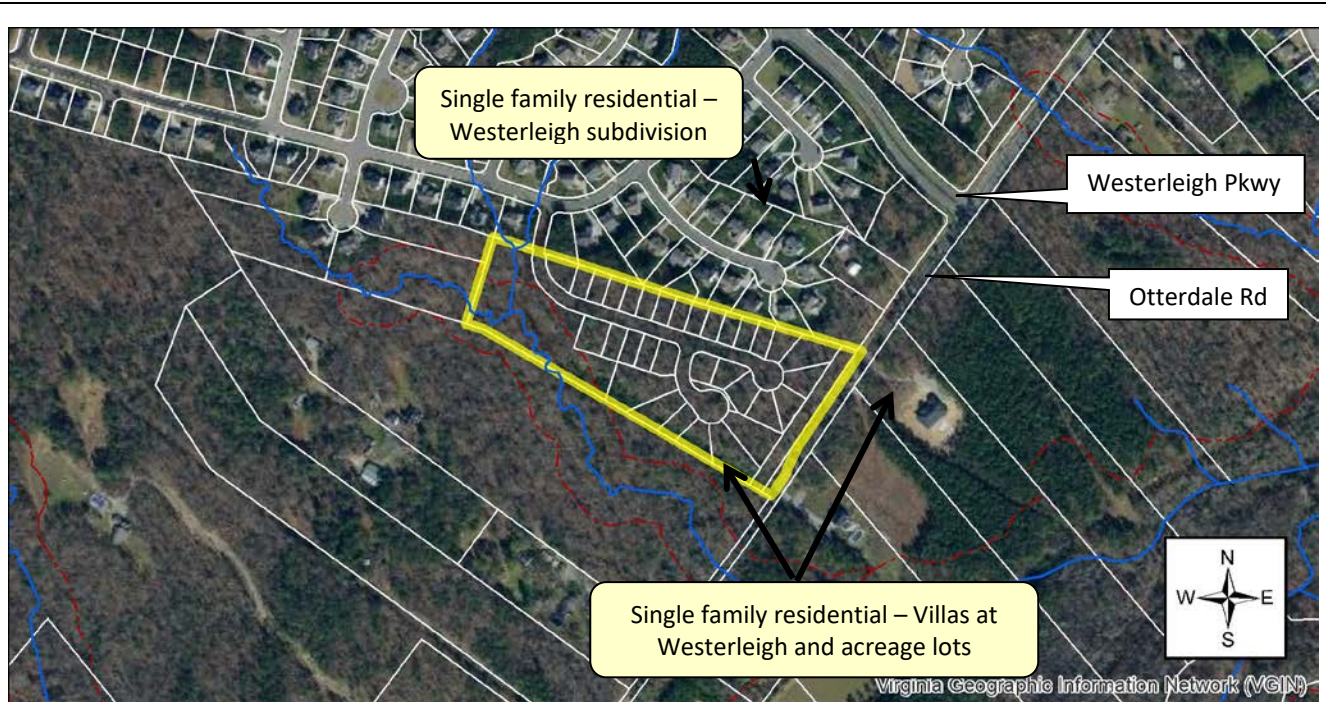 Single family residential –
Westerleigh subdivision
Westerleigh Pkwy
Otterdale Rd
Single family residential – Villas at
Westerleigh and acreage lots
N
W
E
S
Virginia Geographic Information Network (VGIN)